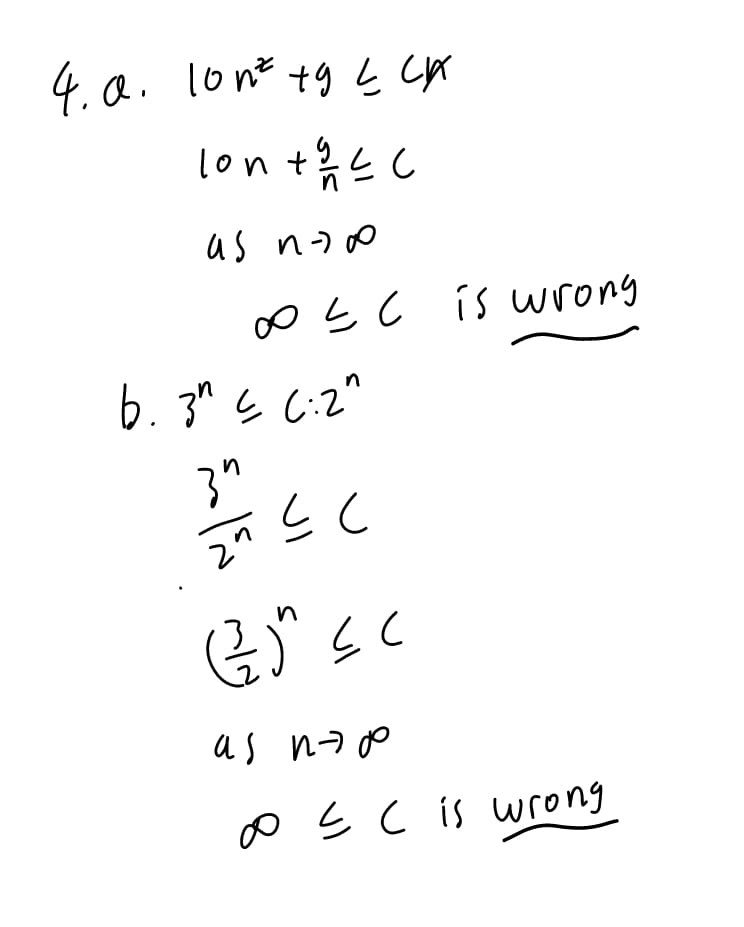 4. a. 10n² + 9 ≤ cn
10n + 9/n ≤ c
as n → ∞
∞ ≤ c is wrong
b. 3ⁿ ≤ c·2ⁿ
3ⁿ/2ⁿ ≤ c
(3/2)ⁿ ≤ c
as n → ∞
∞ ≤ c is wrong